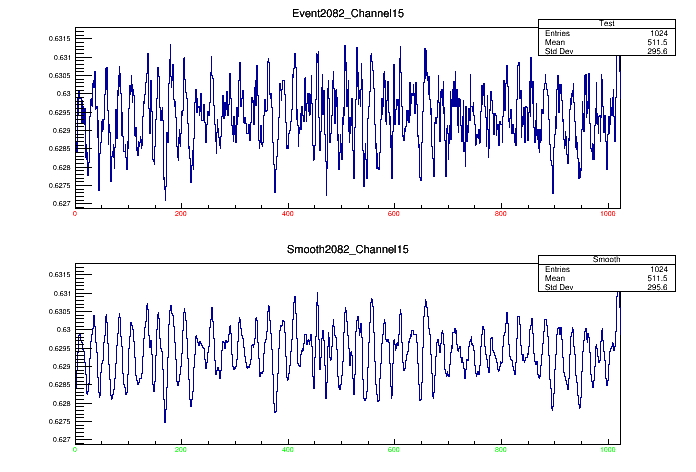 Event2082_Channel15
Test
Entries 1024
Mean 511.5
Std Dev 295.6
0.6315
0.631
0.6305
0.63
0.6295
0.629
0.6285
0.628
0.6275
0.627
0 200 400 600 800 1000
Smooth2082_Channel15
Smooth
Entries 1024
Mean 511.5
Std Dev 295.6
0.6315
0.631
0.6305
0.63
0.6295
0.629
0.6285
0.628
0.6275
0.627
0 200 400 600 800 1000